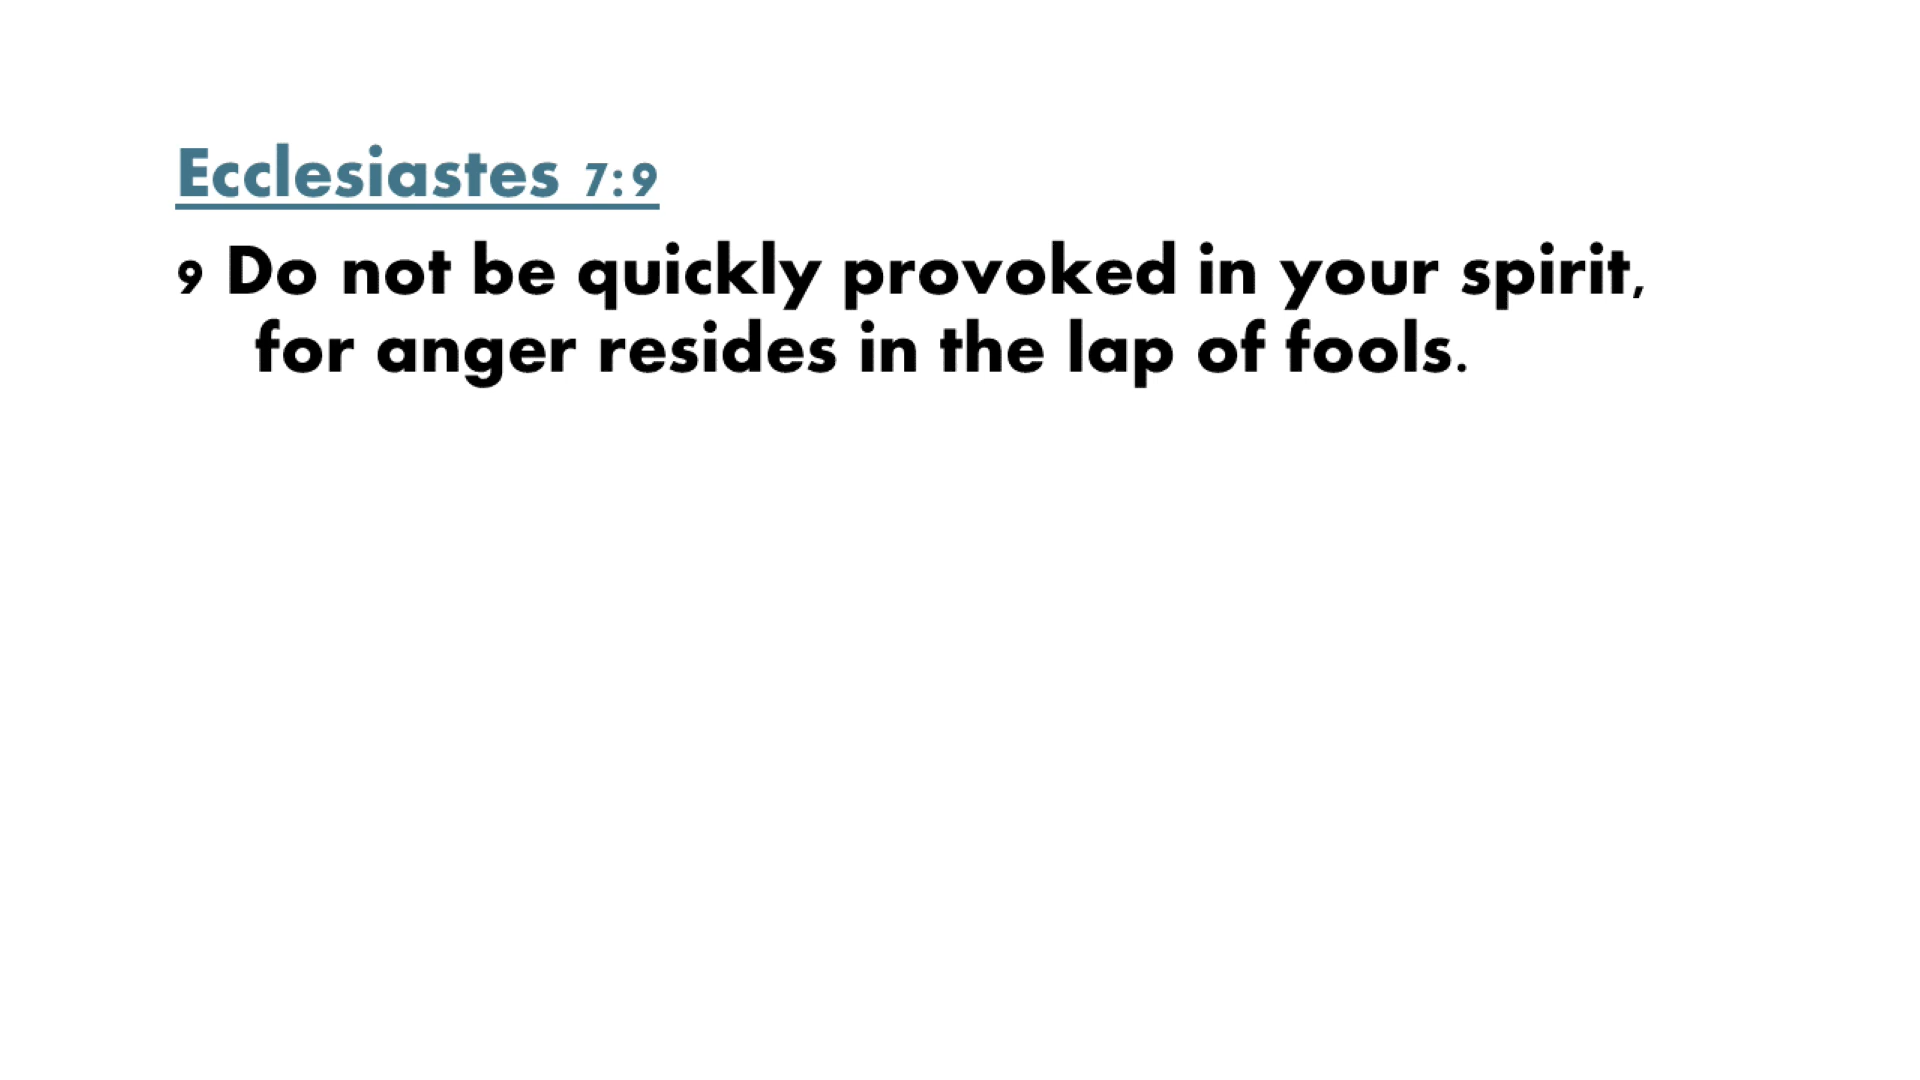 Ecclesiastes 7:9
9 Do not be quickly provoked in your spirit,
for anger resides in the lap of fools.